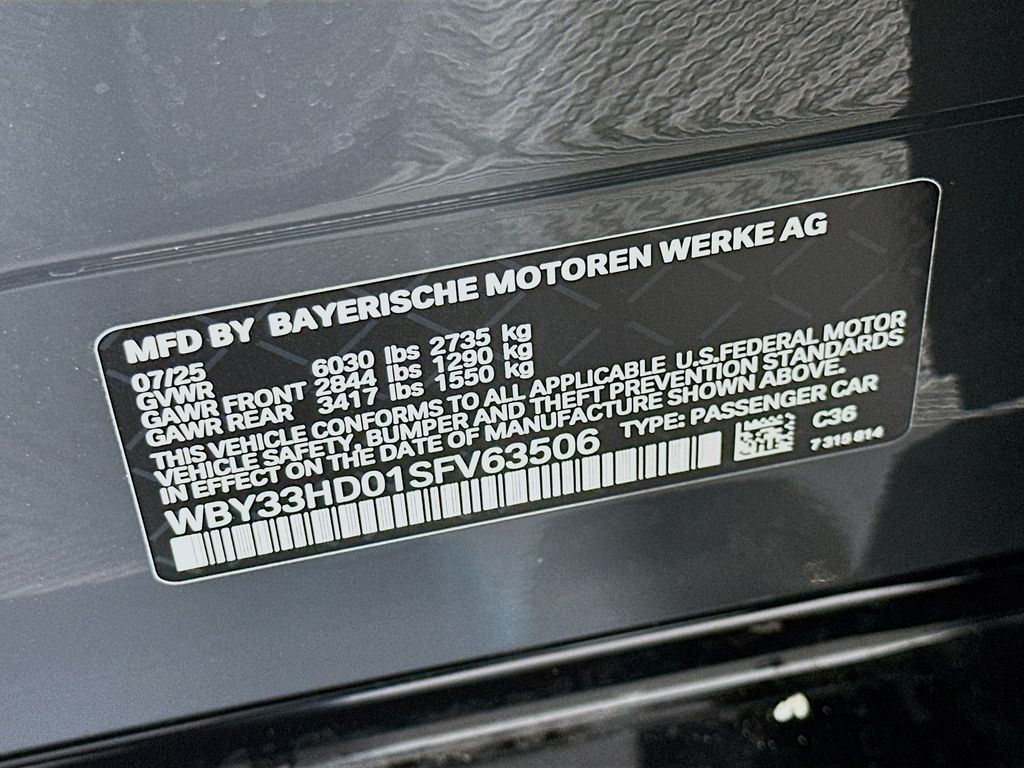 MFD BY BAYERISCHE MOTOREN WERKE AG
07/25
GVWR 6030 lbs 2735 kg
GAWR FRONT 2844 lbs 1290 kg
GAWR REAR 3417 lbs 1550 kg
THIS VEHICLE CONFORMS TO ALL APPLICABLE U.S.FEDERAL MOTOR
VEHICLE SAFETY, BUMPER AND THEFT PREVENTION STANDARDS
IN EFFECT ON THE DATE OF MANUFACTURE SHOWN ABOVE.
WBY33HD01SFV63506 TYPE: PASSENGER CAR
C36
7 318 614